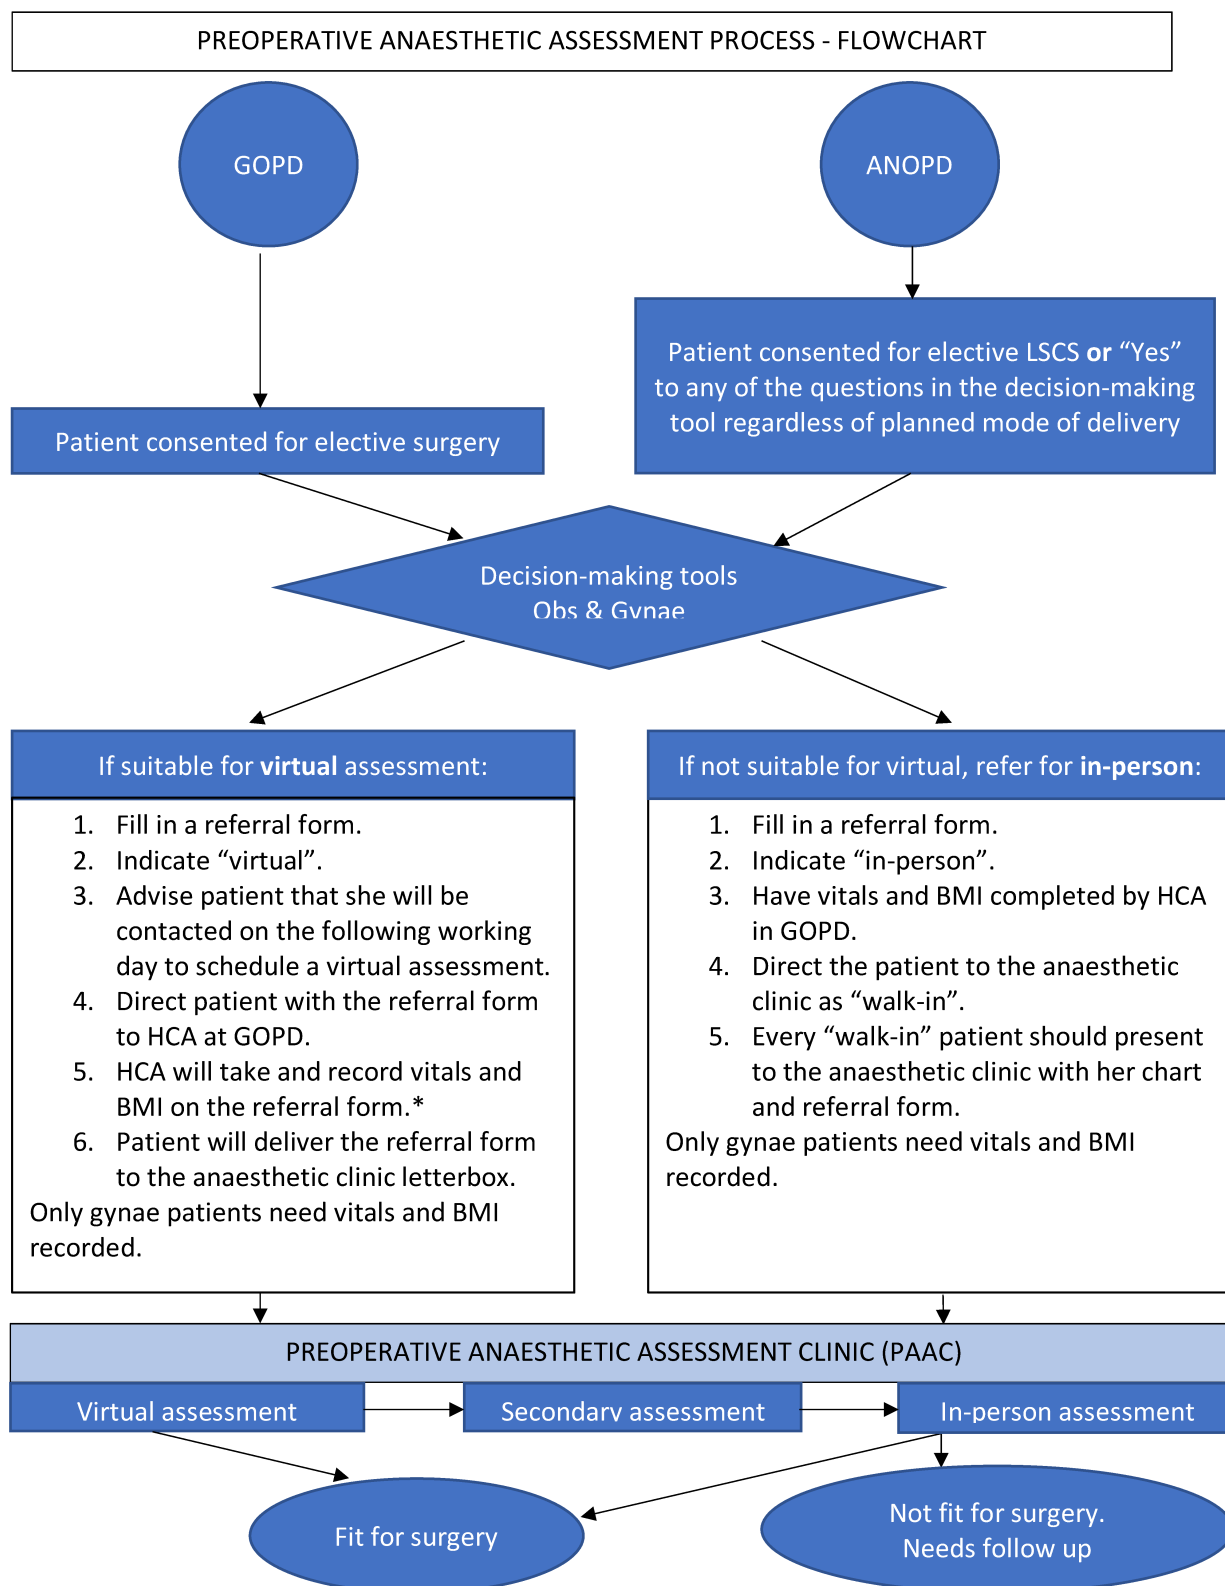 PREOPERATIVE ANAESTHETIC ASSESSMENT PROCESS - FLOWCHART
GOPD
ANOPD
Patient consented for elective LSCS or “Yes”
to any of the questions in the decision-making
tool regardless of planned mode of delivery
Patient consented for elective surgery
Decision-making tools
Obs & Gynae
If suitable for virtual assessment:
1. Fill in a referral form.
2. Indicate “virtual”.
3. Advise patient that she will be
contacted on the following working
day to schedule a virtual assessment.
4. Direct patient with the referral form
to HCA at GOPD.
5. HCA will take and record vitals and
BMI on the referral form.*
6. Patient will deliver the referral form
to the anaesthetic clinic letterbox.
Only gynae patients need vitals and BMI
recorded.
If not suitable for virtual, refer for in-person:
1. Fill in a referral form.
2. Indicate “in-person”.
3. Have vitals and BMI completed by HCA
in GOPD.
4. Direct the patient to the anaesthetic
clinic as “walk-in”.
5. Every “walk-in” patient should present
to the anaesthetic clinic with her chart
and referral form.
Only gynae patients need vitals and BMI
recorded.
PREOPERATIVE ANAESTHETIC ASSESSMENT CLINIC (PAAC)
Virtual assessment
Secondary assessment
In-person assessment
Fit for surgery
Not fit for surgery.
Needs follow up